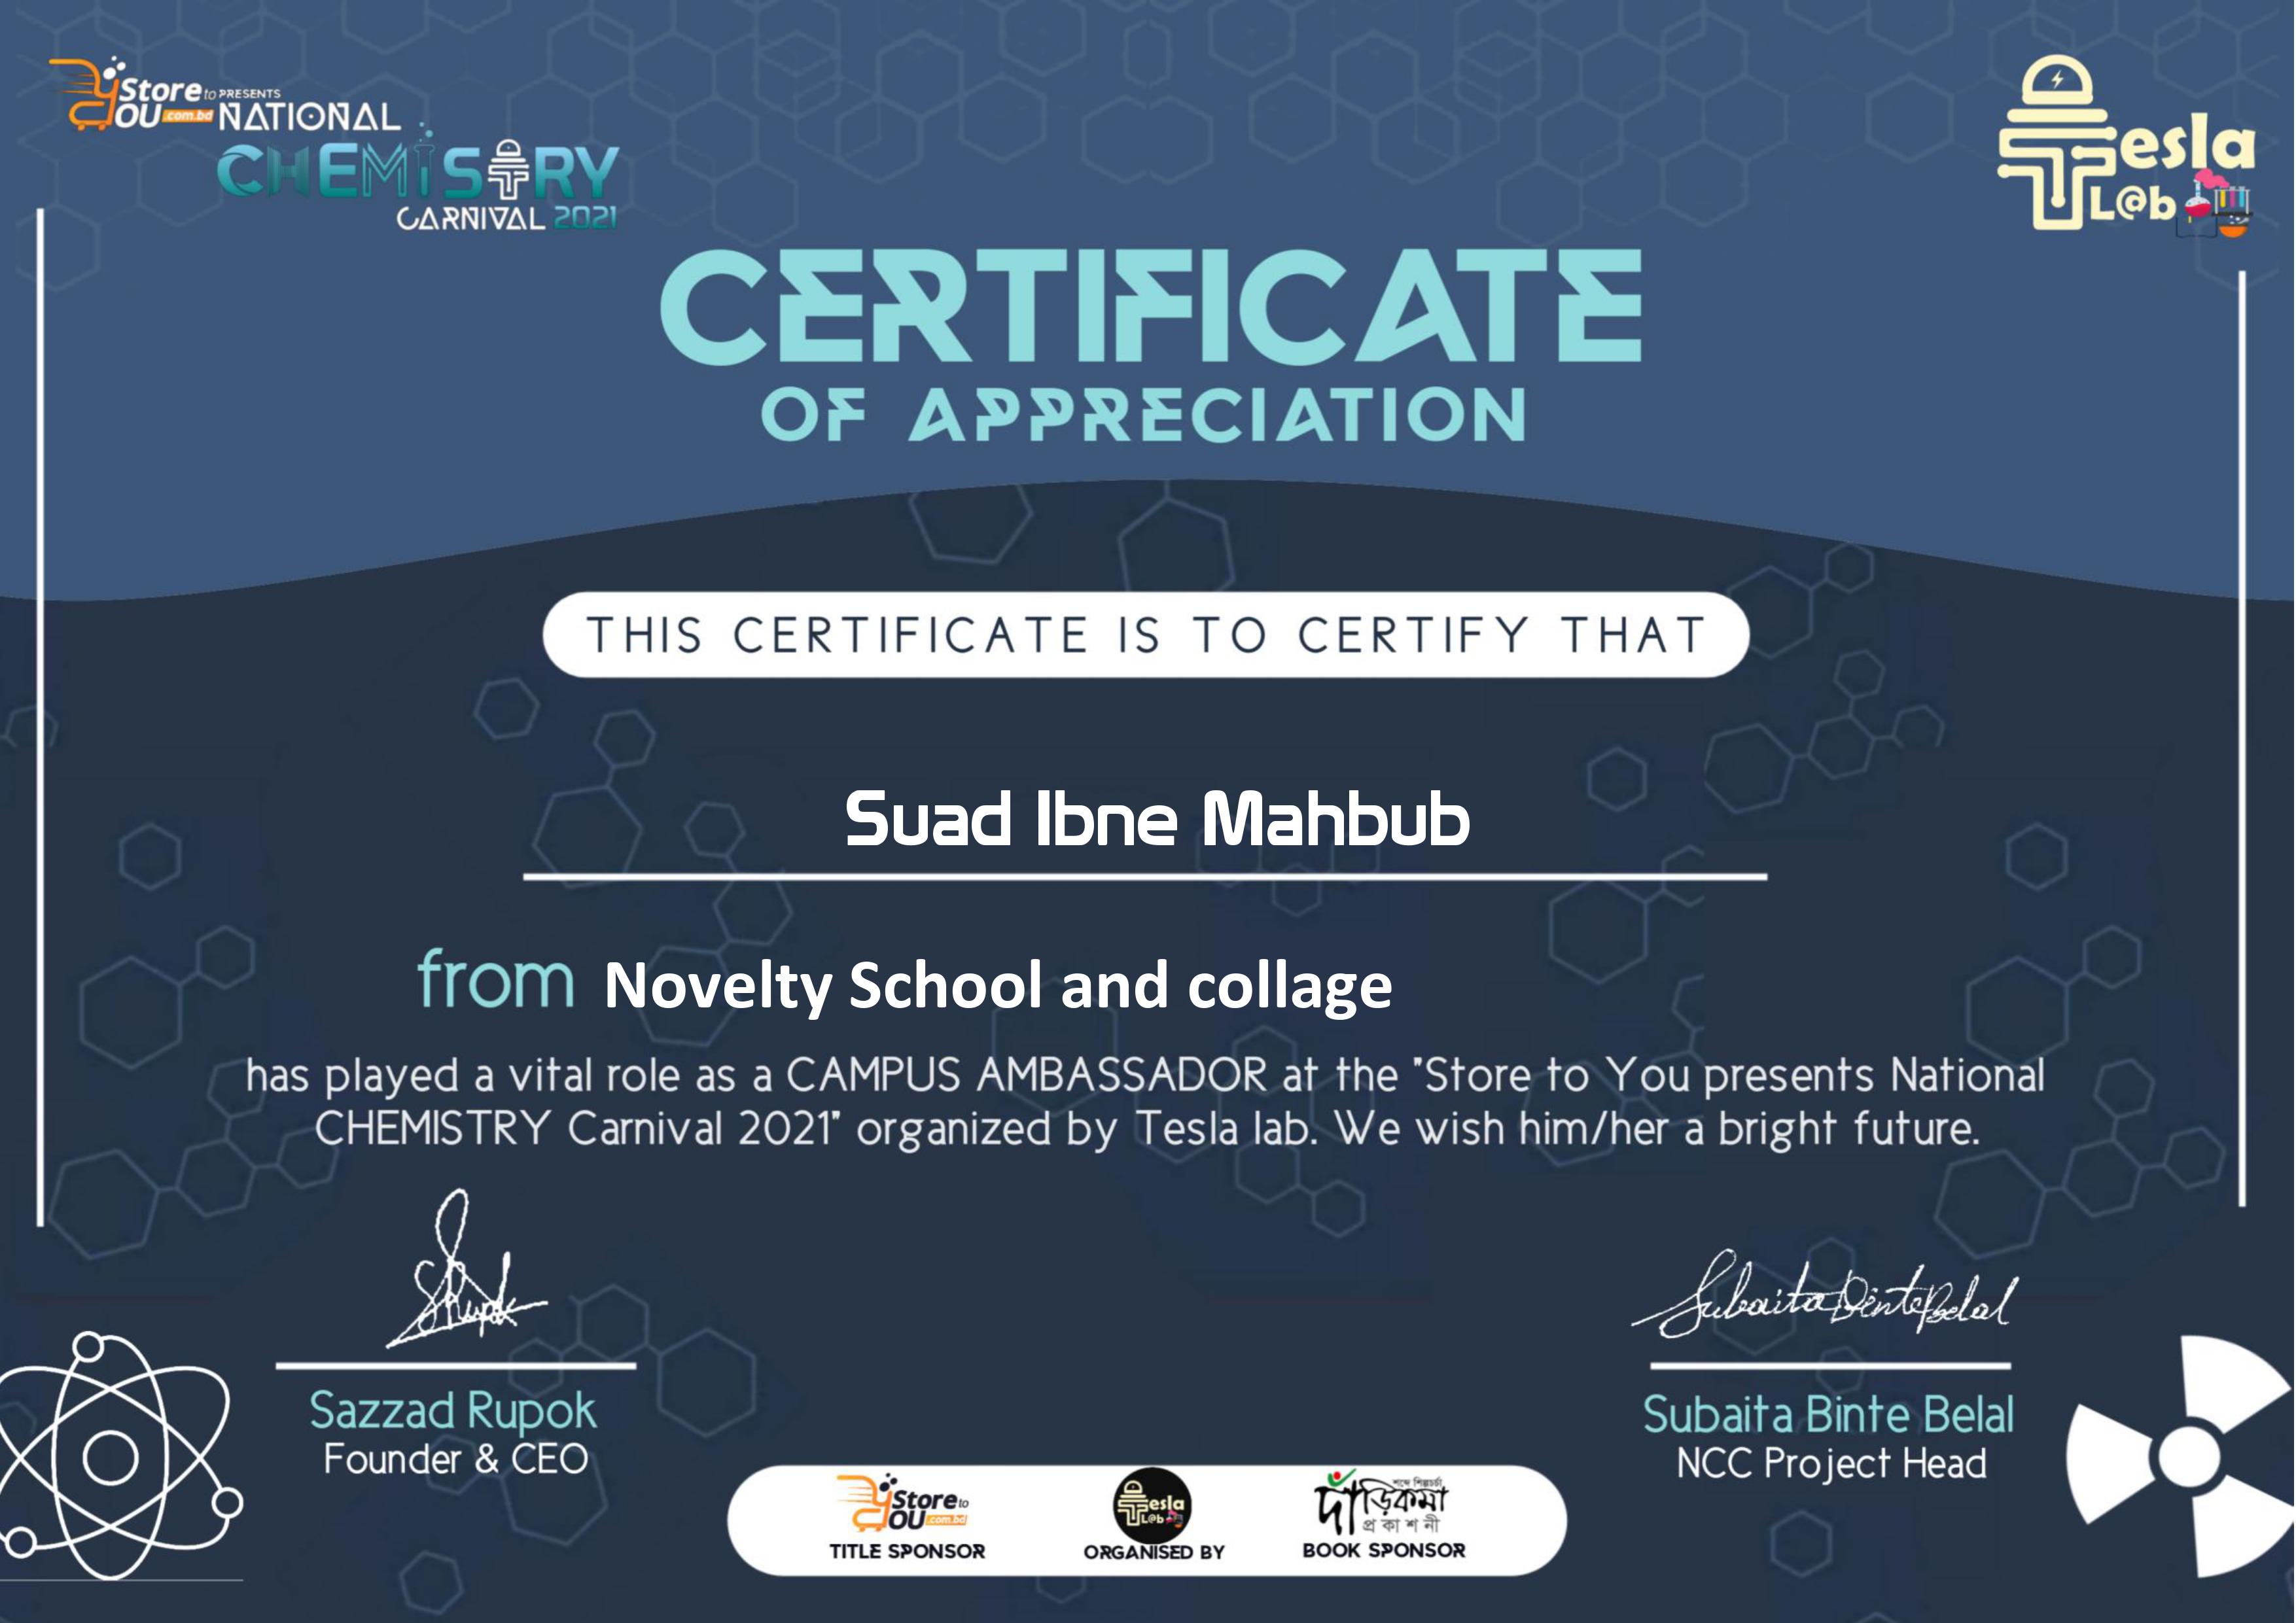 Store to PRESENTS
YOU .com.bd NATIONAL
CHEMISTRY
CARNIVAL 2021
Tesla
L@b
CERTIFICATE
OF APPRECIATION
THIS CERTIFICATE IS TO CERTIFY THAT
Suad Ibne Mahbub
from Novelty School and collage
has played a vital role as a CAMPUS AMBASSADOR at the "Store to You presents National
CHEMISTRY Carnival 2021" organized by Tesla lab. We wish him/her a bright future.
Subaita Binte Belal
Sazzad Rupok
Founder & CEO
Subaita Binte Belal
NCC Project Head
Store to
YOU .com.bd
TITLE SPONSOR
Tesla
L@b
ORGANISED BY
শব্দে শিল্পচর্চা
দাঁড়িকমা
প্রকাশনী
BOOK SPONSOR